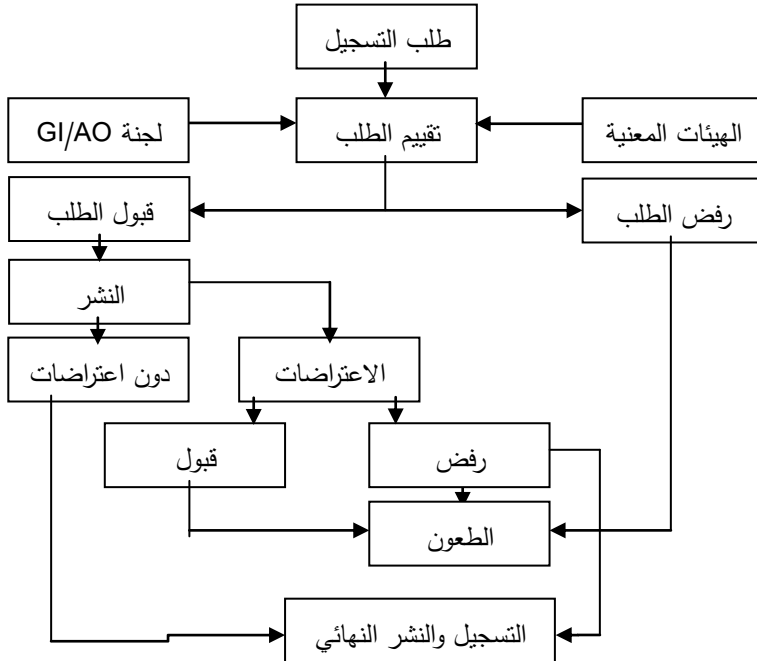 طلب التسجيل
لجنة GI/AO
تقييم الطلب
الهيئات المعنية
قبول الطلب
رفض الطلب
النشر
دون اعتراضات
الاعتراضات
قبول
رفض
الطعون
التسجيل والنشر النهائي